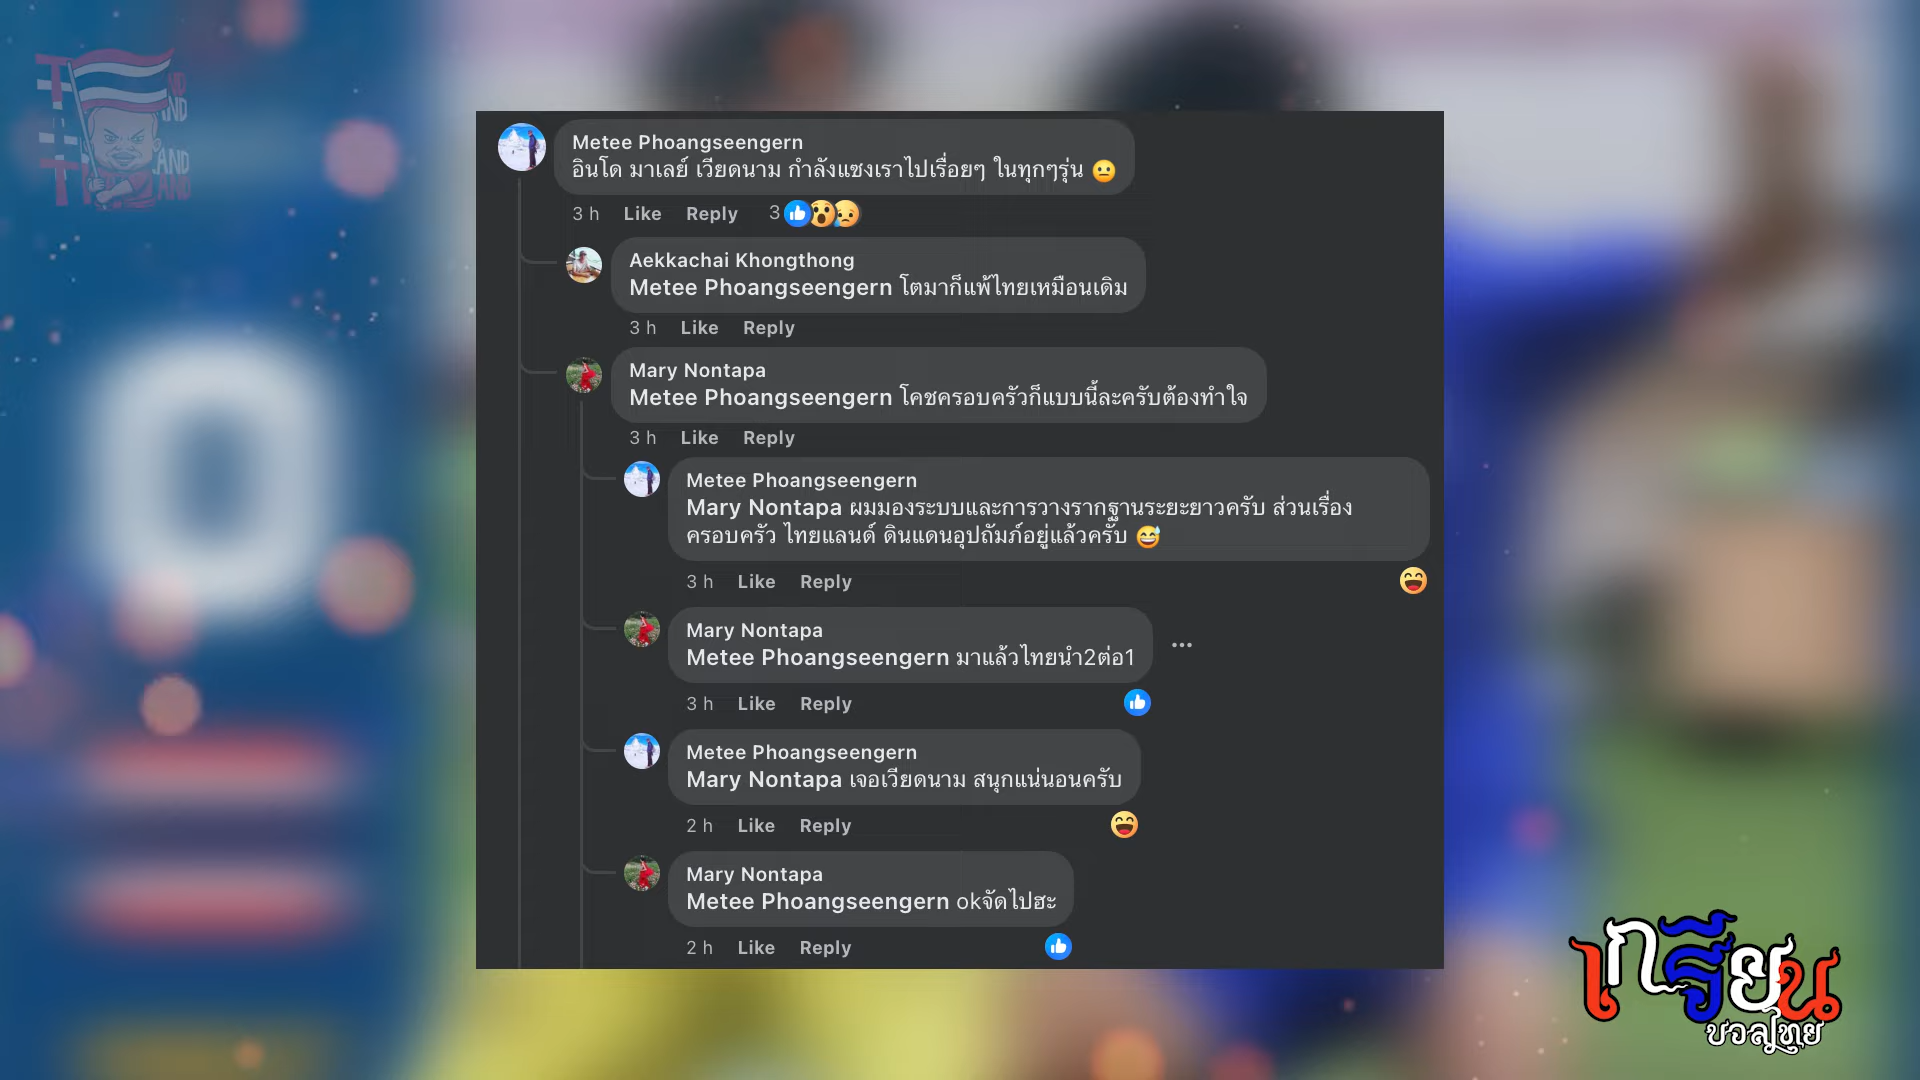 Metee Phoangseengern
อินโด มาเลย์ เวียดนาม กำลังแซงเราไปเรื่อยๆ ในทุกๆรุ่น 😐
3 h Like Reply 3
Aekkachai Khongthong
Metee Phoangseengern โตมาก็แพ้ไทยเหมือนเดิม
3 h Like Reply
Mary Nontapa
Metee Phoangseengern โคชครอบครัวก็แบบนี้ละครับต้องทำใจ
3 h Like Reply
Metee Phoangseengern
Mary Nontapa ผมมองระบบและการวางรากฐานระยะยาวครับ ส่วนเรื่อง
ครอบครัว ไทยแลนด์ ดินแดนอุปถัมภ์อยู่แล้วครับ 😅
3 h Like Reply
Mary Nontapa
Metee Phoangseengern มาแล้วไทยนำ2ต่อ1
3 h Like Reply
Metee Phoangseengern
Mary Nontapa เจอเวียดนาม สนุกแน่นอนครับ
2 h Like Reply
Mary Nontapa
Metee Phoangseengern okจัดไปฮะ
2 h Like Reply
เกรียน
บอลไทย